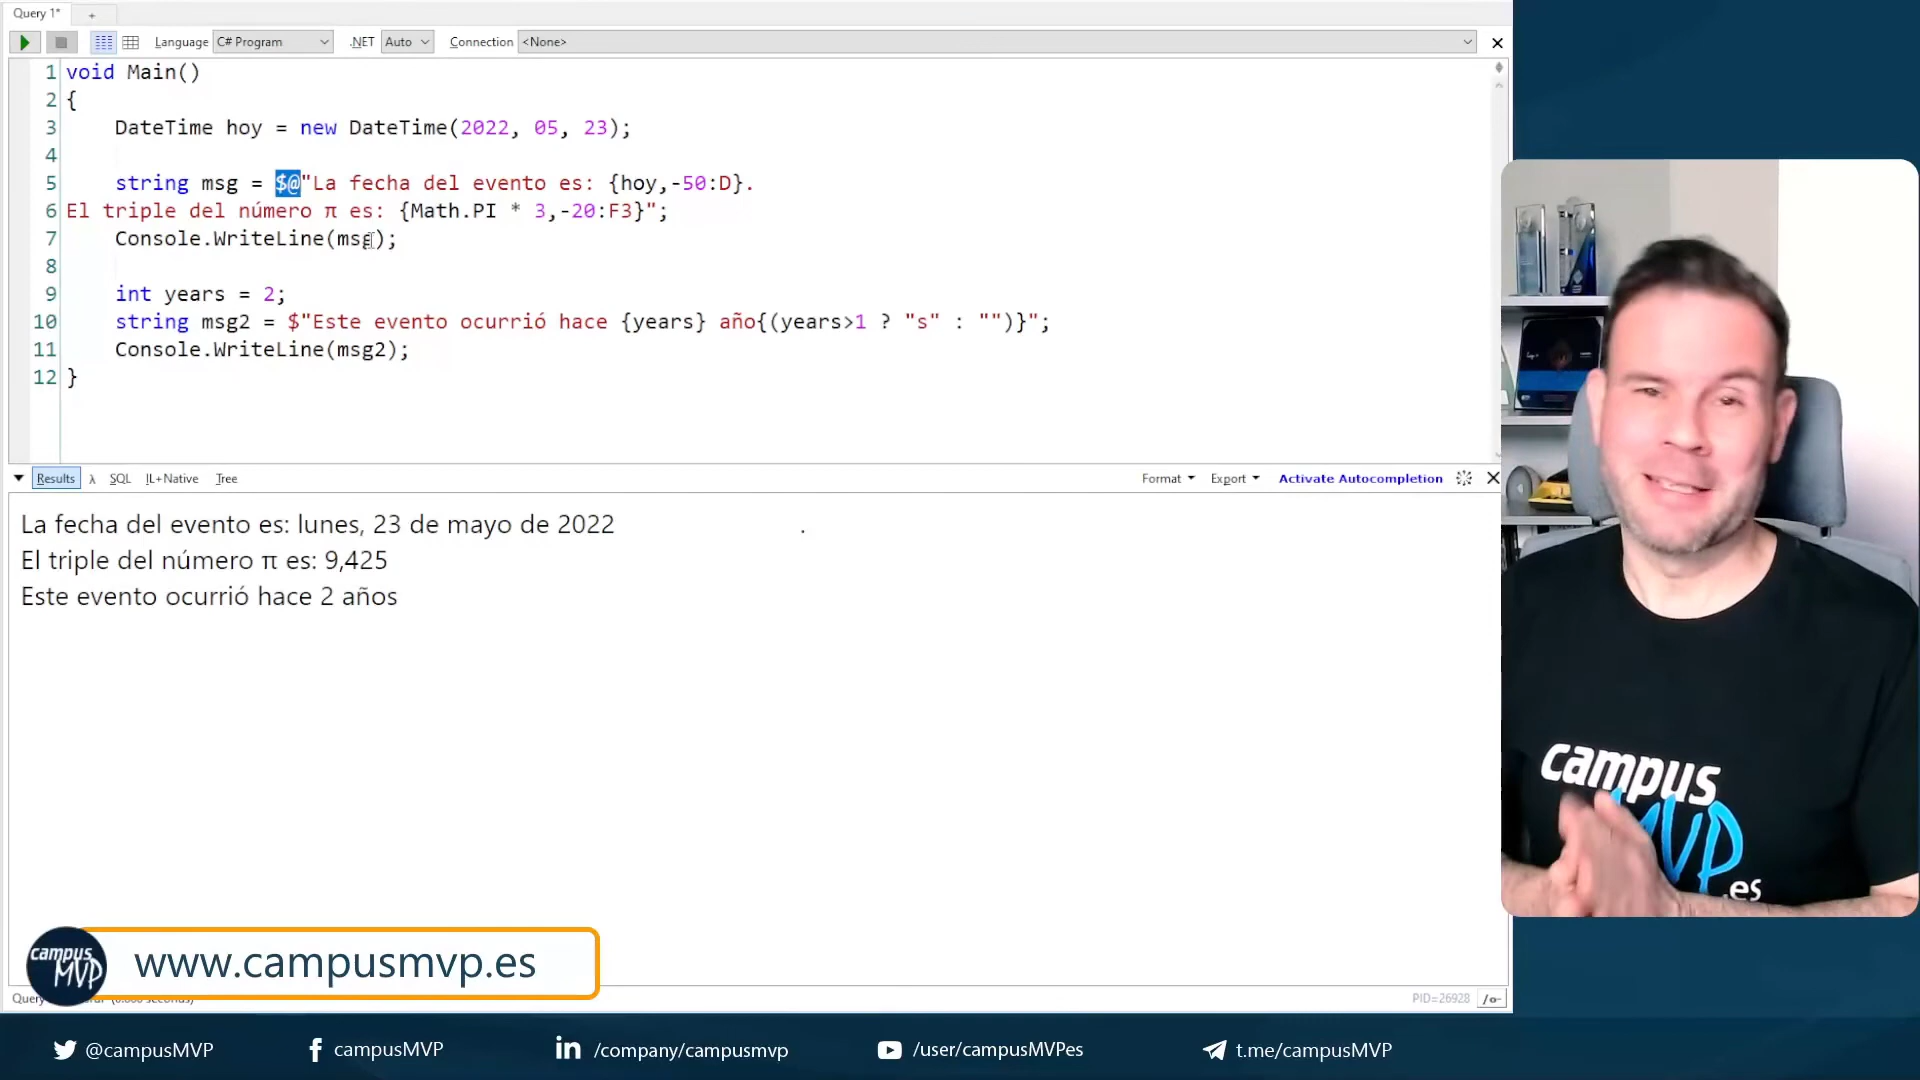 Query 1* +
Language C# Program .NET Auto Connection <None>
1 void Main()
2 {
3 DateTime hoy = new DateTime(2022, 05, 23);
4
5 string msg = $@"La fecha del evento es: {hoy,-50:D}.
6 El triple del número π es: {Math.PI * 3,-20:F3}";
7 Console.WriteLine(msg);
8
9 int years = 2;
10 string msg2 = $"Este evento ocurrió hace {years} año{(years>1 ? "s" : "")}";
11 Console.WriteLine(msg2);
12 }
Results λ SQL IL+Native Tree Format Export Activate Autocompletion
La fecha del evento es: lunes, 23 de mayo de 2022 .
El triple del número π es: 9,425
Este evento ocurrió hace 2 años
campus
MVP
.es
campus
MVP
www.campusmvp.es
PID=26928 /o-
@campusMVP campusMVP /company/campusmvp /user/campusMVPes t.me/campusMVP